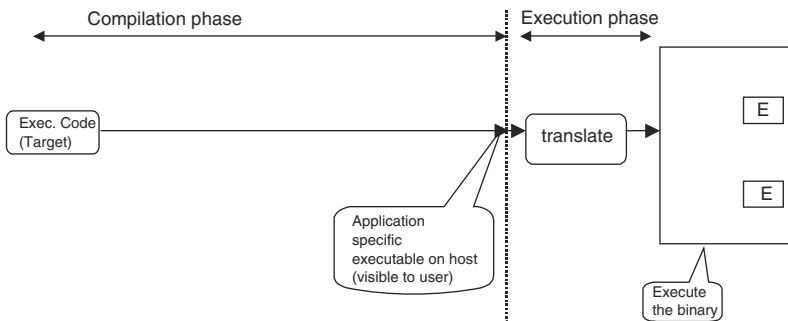 Compilation phase
Execution phase
Exec. Code
(Target)
translate
E
E
Application
specific
executable on host
(visible to user)
Execute
the binary